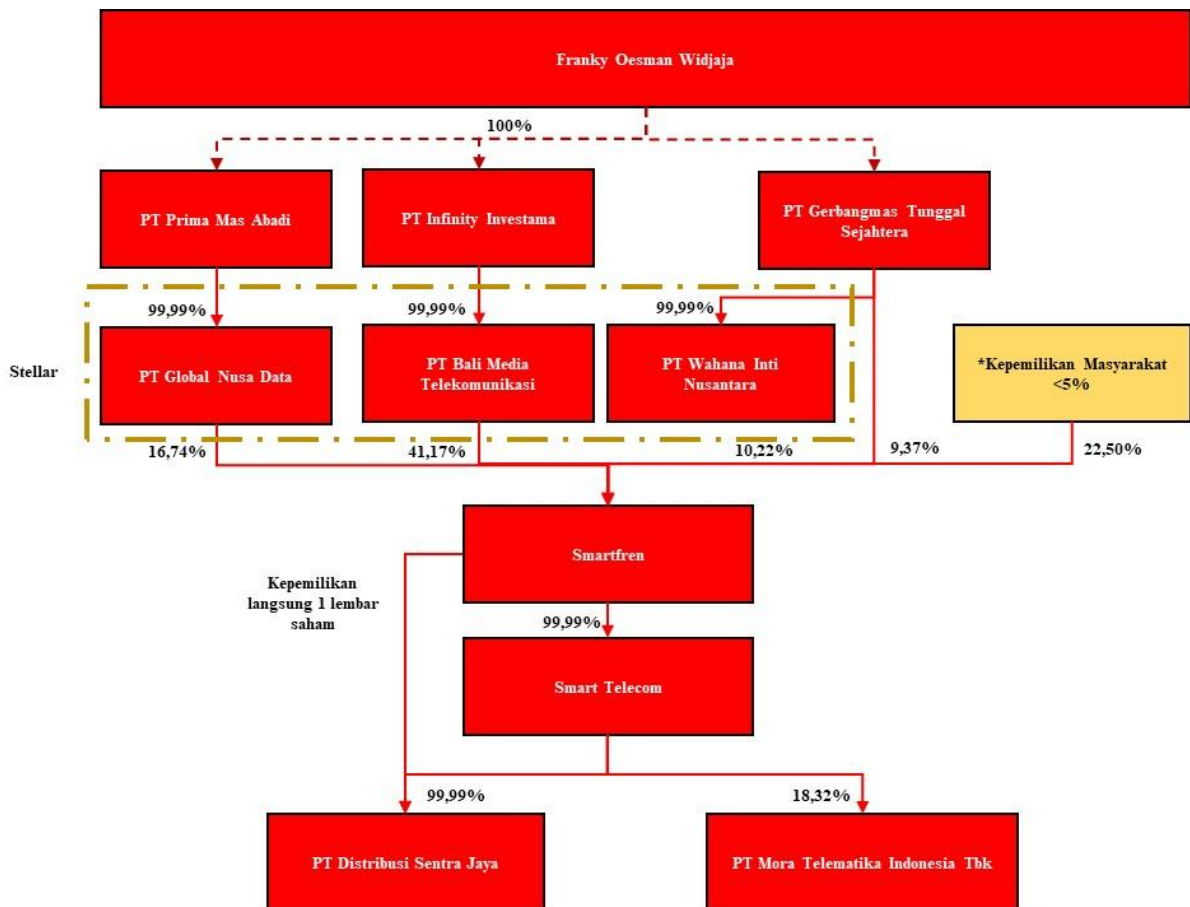 Franky Oesman Widjaja
100%
PT Prima Mas Abadi
PT Infinity Investama
PT Gerbangmas Tunggal
Sejahtera
99,99%
99,99%
99,99%
Stellar
PT Global Nusa Data
PT Bali Media
Telekomunikasi
PT Wahana Inti
Nusantara
*Kepemilikan Masyarakat
<5%
16,74%
41,17%
10,22%
9,37%
22,50%
Smartfren
Kepemilikan
langsung 1 lembar
saham
99,99%
Smart Telecom
99,99%
18,32%
PT Distribusi Sentra Jaya
PT Mora Telematika Indonesia Tbk